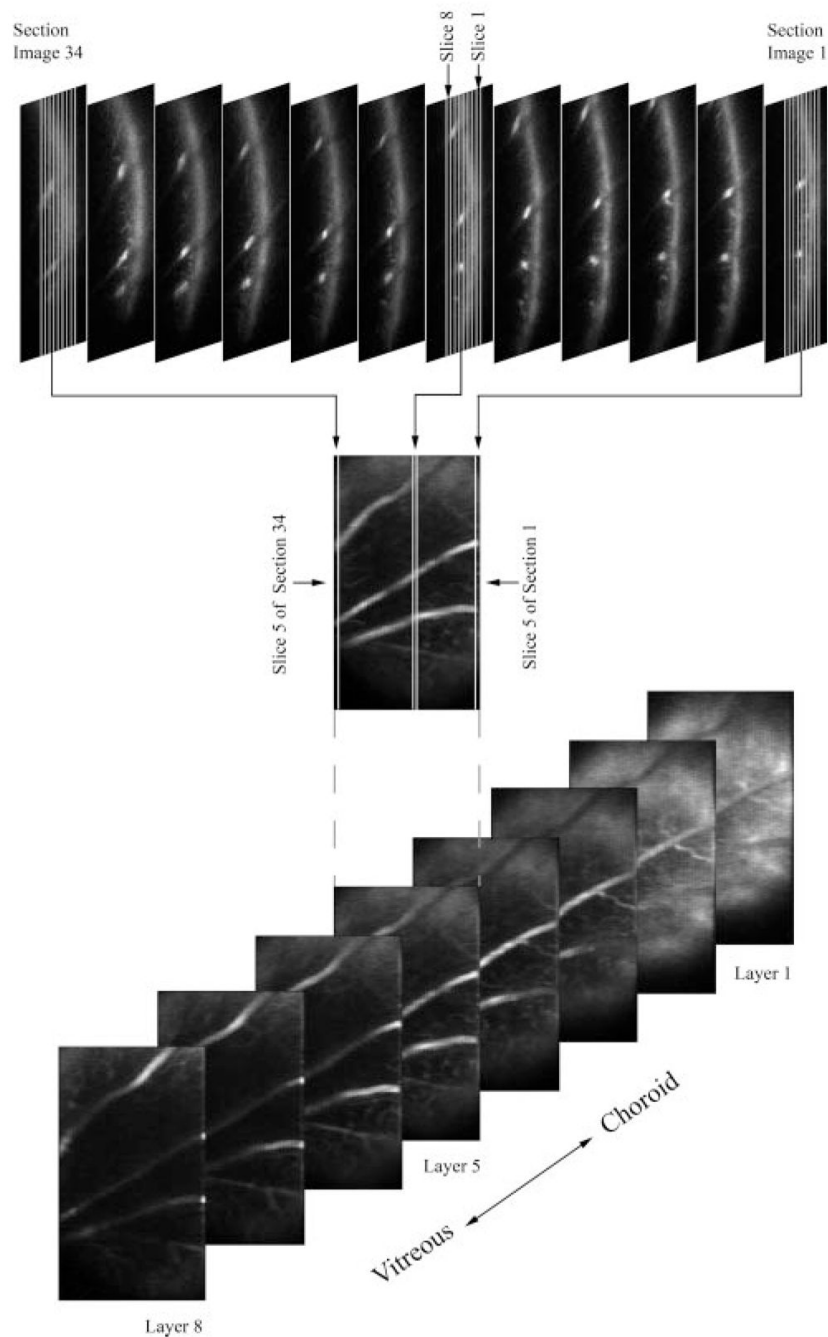 Section
Image 34
Slice 8
Slice 1
Section
Image 1
Slice 5 of Section 34
Slice 5 of Section 1
Layer 1
Layer 5
Choroid
Vitreous
Layer 8